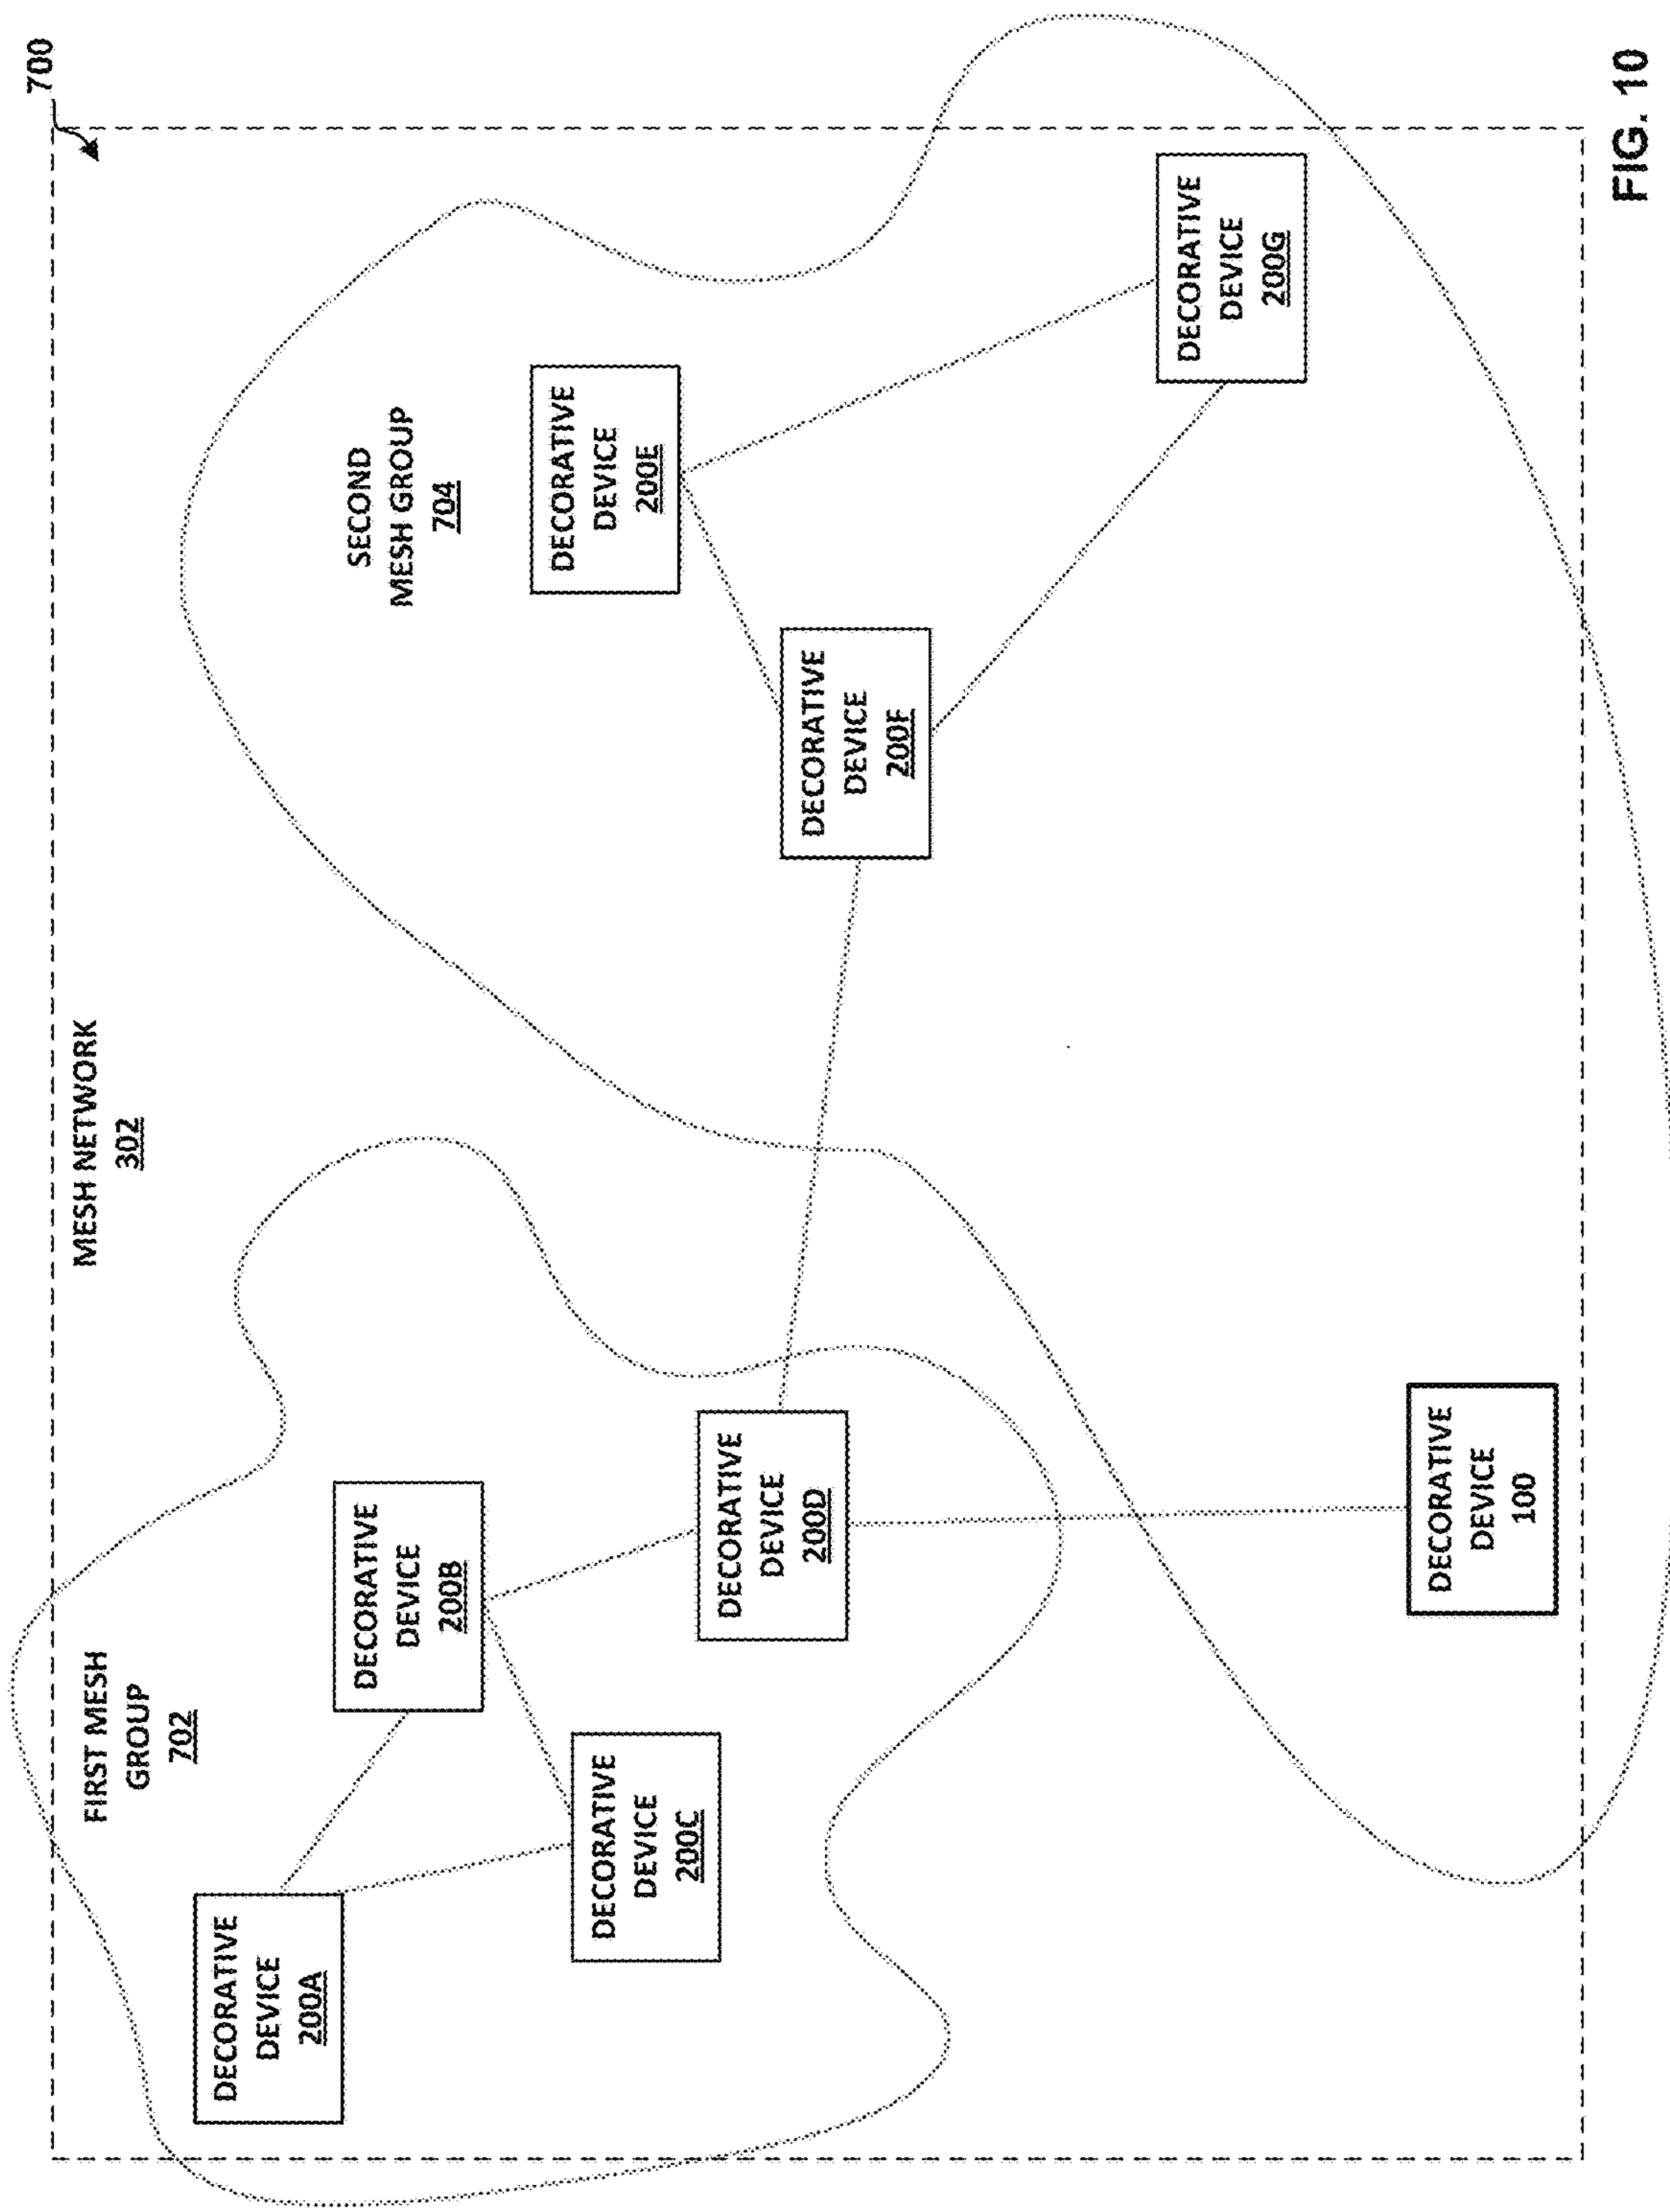 700
MESH NETWORK
302
FIRST MESH
GROUP
702
SECOND
MESH GROUP
704
DECORATIVE
DEVICE
200A
DECORATIVE
DEVICE
200B
DECORATIVE
DEVICE
200C
DECORATIVE
DEVICE
200D
DECORATIVE
DEVICE
200E
DECORATIVE
DEVICE
200F
DECORATIVE
DEVICE
200G
DECORATIVE
DEVICE
100
FIG. 10